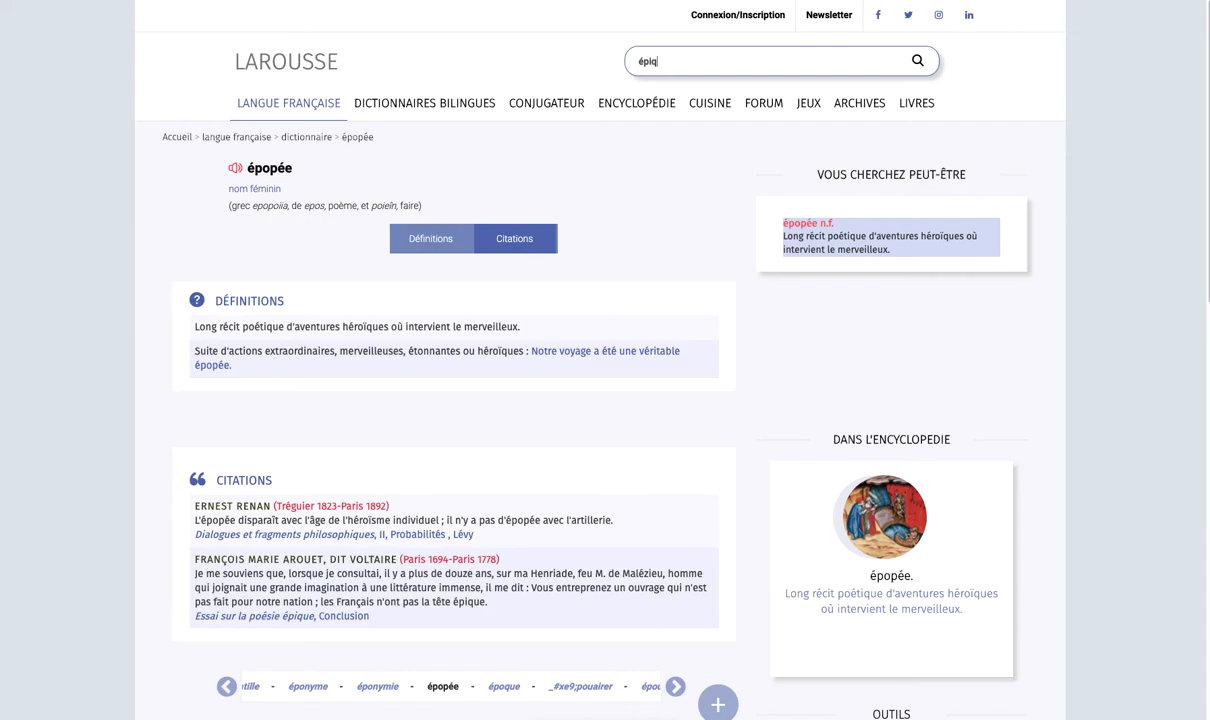 Connexion/Inscription
Newsletter
LAROUSSE
épiq
LANGUE FRANÇAISE DICTIONNAIRES BILINGUES CONJUGATEUR ENCYCLOPÉDIE CUISINE FORUM JEUX ARCHIVES LIVRES
Accueil > langue française > dictionnaire > épopée
épopée
nom féminin
(grec epopoiia, de epos, poème, et poieîn, faire)
Définitions
Citations
DÉFINITIONS
Long récit poétique d'aventures héroïques où intervient le merveilleux.
Suite d'actions extraordinaires, merveilleuses, étonnantes ou héroïques : Notre voyage a été une véritable
épopée.
CITATIONS
ERNEST RENAN (Tréguier 1823-Paris 1892)
L'épopée disparaît avec l'âge de l'héroïsme individuel ; il n'y a pas d'épopée avec l'artillerie.
Dialogues et fragments philosophiques, II, Probabilités , Lévy
FRANÇOIS MARIE AROUET, DIT VOLTAIRE (Paris 1694-Paris 1778)
Je me souviens que, lorsque je consultai, il y a plus de douze ans, sur ma Henriade, feu M. de Malézieu, homme
qui joignait une grande imagination à une littérature immense, il me dit : Vous entreprenez un ouvrage qui n'est
pas fait pour notre nation ; les Français n'ont pas la tête épique.
Essai sur la poésie épique, Conclusion
tille - éponyme - éponymie - épopée - époque - _#xe9;pouairer - épou
VOUS CHERCHEZ PEUT-ÊTRE
épopée n.f.
Long récit poétique d'aventures héroïques où
intervient le merveilleux.
DANS L'ENCYCLOPEDIE
épopée.
Long récit poétique d'aventures héroïques
où intervient le merveilleux.
OUTILS